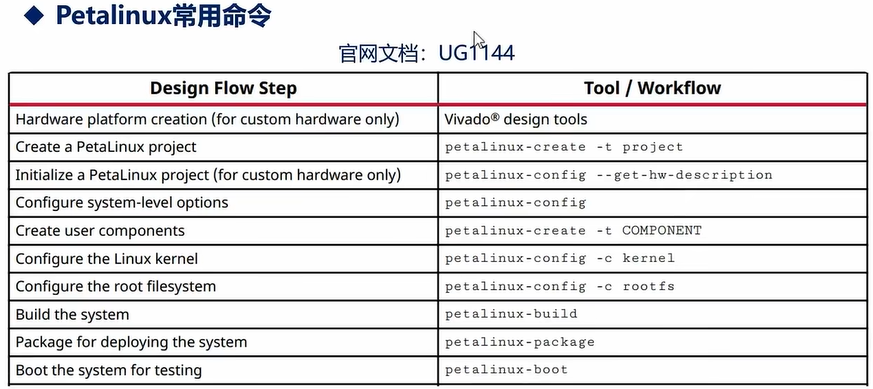 ◆ Petalinux常用命令
官网文档：UG1144
Design Flow Step Tool / Workflow
Hardware platform creation (for custom hardware only) Vivado® design tools
Create a PetaLinux project petalinux-create -t project
Initialize a PetaLinux project (for custom hardware only) petalinux-config --get-hw-description
Configure system-level options petalinux-config
Create user components petalinux-create -t COMPONENT
Configure the Linux kernel petalinux-config -c kernel
Configure the root filesystem petalinux-config -c rootfs
Build the system petalinux-build
Package for deploying the system petalinux-package
Boot the system for testing petalinux-boot